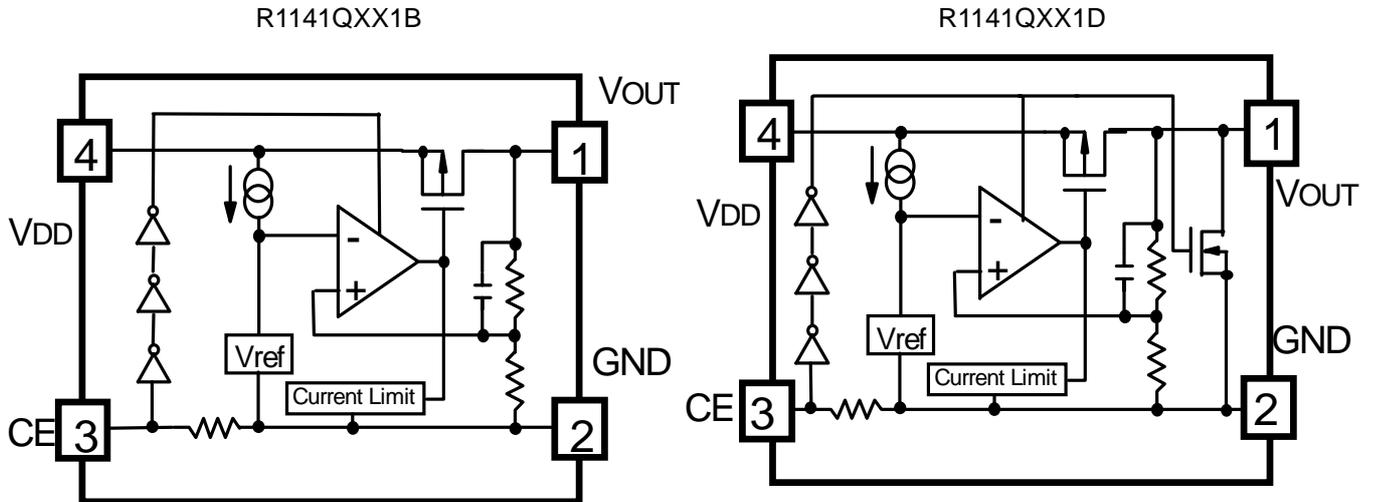 R1141QXX1B
VOUT
4
1
VDD
-
+
Vref
GND
Current Limit
CE
3
2
R1141QXX1D
4
1
VOUT
VDD
-
+
Vref
GND
Current Limit
CE
3
2